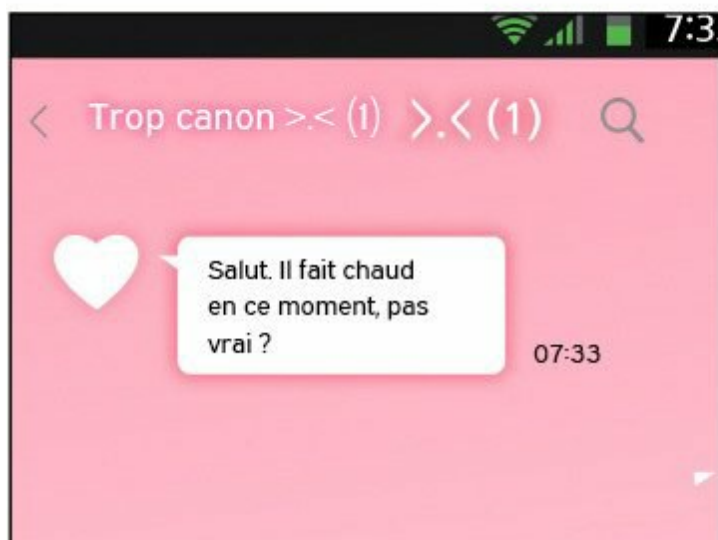 7:3
Trop canon >.< (1) >.< (1)
Salut. Il fait chaud
en ce moment, pas
vrai ?
07:33